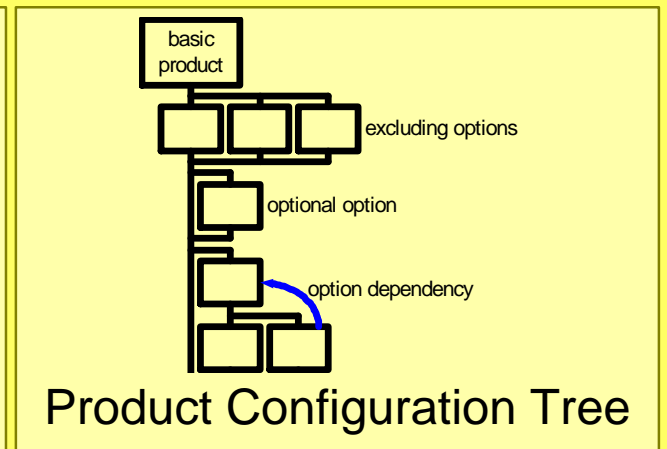 basic
product
excluding options
optional option
option dependency
Product Configuration Tree